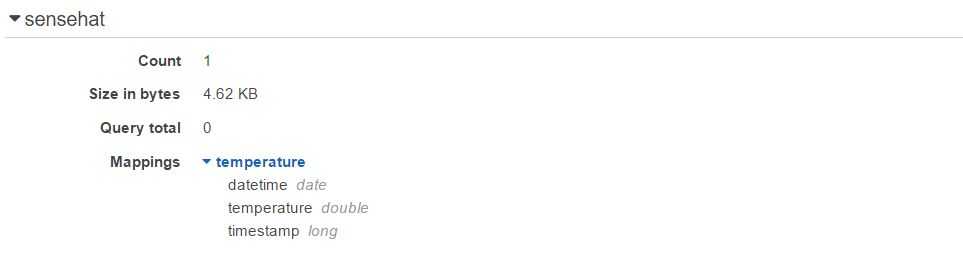 sensehat
Count 1
Size in bytes 4.62 KB
Query total 0
Mappings temperature
datetime date
temperature double
timestamp long